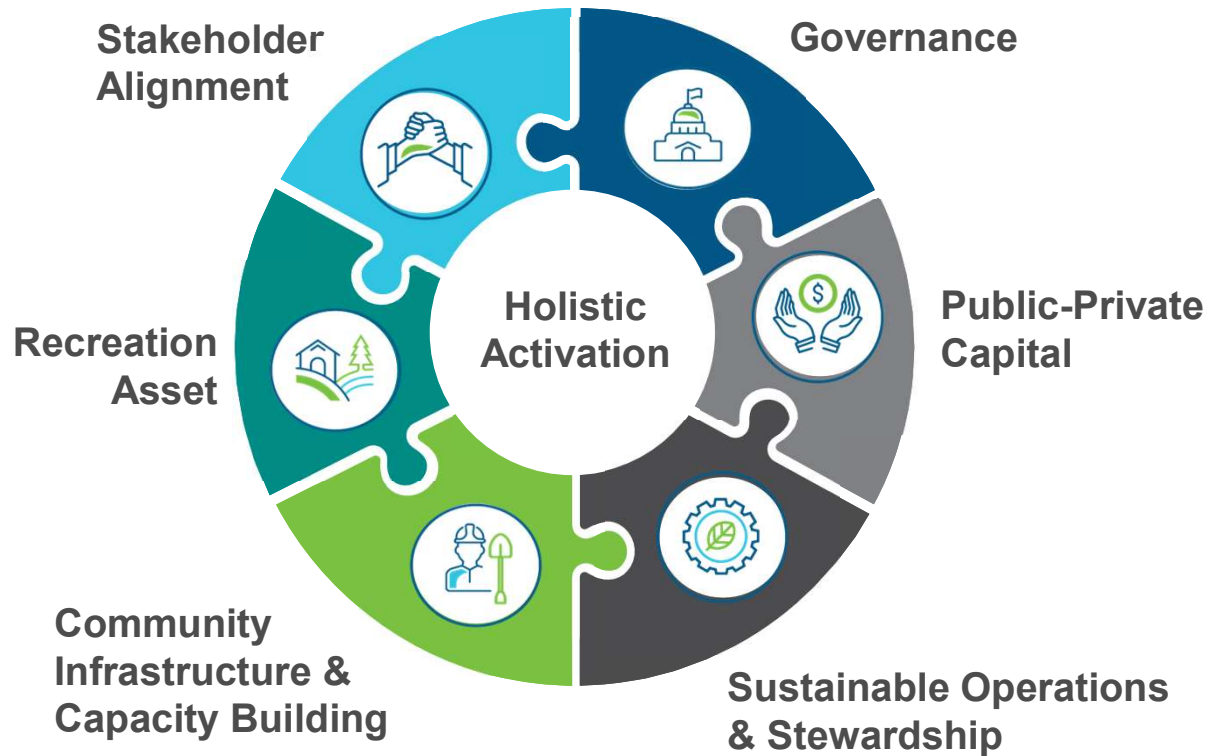 Stakeholder
Alignment
Governance
Holistic
Activation
$
Public-Private
Capital
Recreation
Asset
Community
Infrastructure &
Capacity Building
Sustainable Operations
& Stewardship